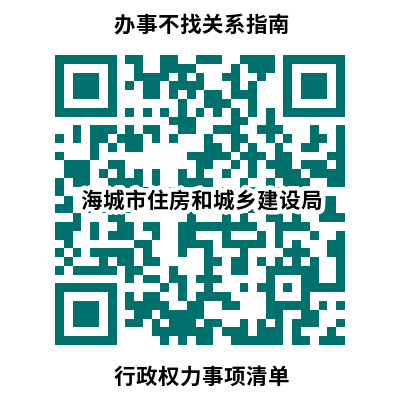 办事不找关系指南
海城市住房和城乡建设局
行政权力事项清单